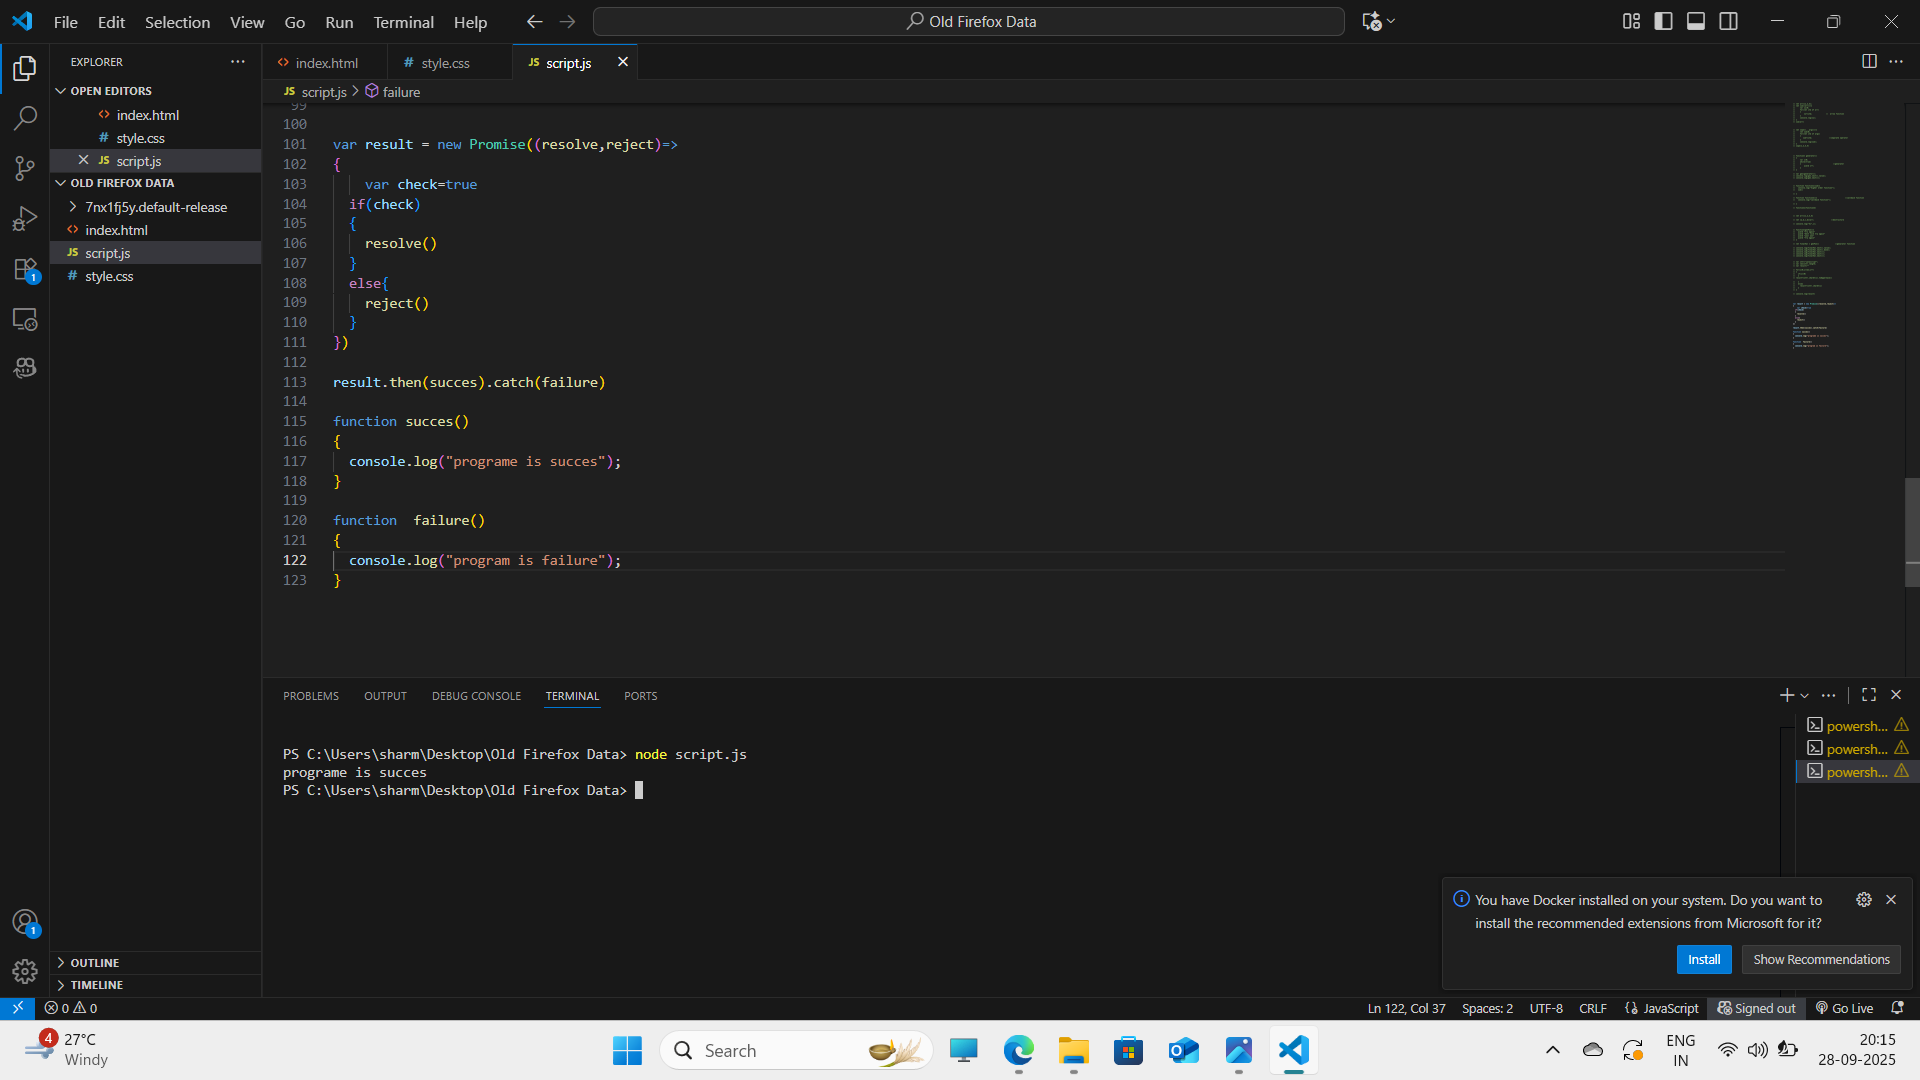 File Edit Selection View Go Run Terminal Help
Old Firefox Data
EXPLORER
index.html
style.css
JS script.js
JS script.js > failure
OPEN EDITORS
index.html
# style.css
JS script.js
OLD FIREFOX DATA
7nx1fj5y.default-release
index.html
JS script.js
# style.css
99
100
101 var result = new Promise((resolve,reject)=>
102 {
103 var check=true
104 if(check)
105 {
106 resolve()
107 }
108 else{
109 reject()
110 }
111 })
112
113 result.then(succes).catch(failure)
114
115 function succes()
116 {
117 console.log("programe is succes");
118 }
119
120 function  failure()
121 {
122 console.log("program is failure");
123 }
PROBLEMS OUTPUT DEBUG CONSOLE TERMINAL PORTS
PS C:\Users\sharm\Desktop\Old Firefox Data> node script.js
programe is succes
PS C:\Users\sharm\Desktop\Old Firefox Data>
powersh...
powersh...
powersh...
You have Docker installed on your system. Do you want to
install the recommended extensions from Microsoft for it?
Install Show Recommendations
1
1
OUTLINE
TIMELINE
0 0
Ln 122, Col 37 Spaces: 2 UTF-8 CRLF {} JavaScript Signed out Go Live
4
27°C
Windy
Search
ENG
IN
20:15
28-09-2025